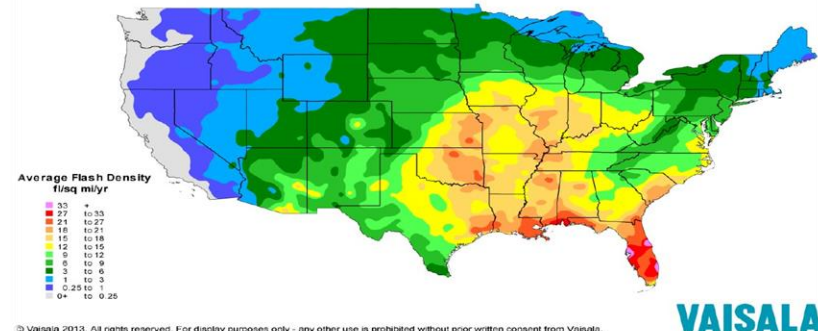 Average Flash Density
fl/sq mi/yr
33 +
27 to 33
21 to 27
18 to 21
15 to 18
12 to 15
9 to 12
6 to 9
3 to 6
1 to 3
0.25 to 1
0+ to 0.25
© Vaisala 2013. All rights reserved. For display purposes only - any other use is prohibited without prior written consent from Vaisala.
VAISALA